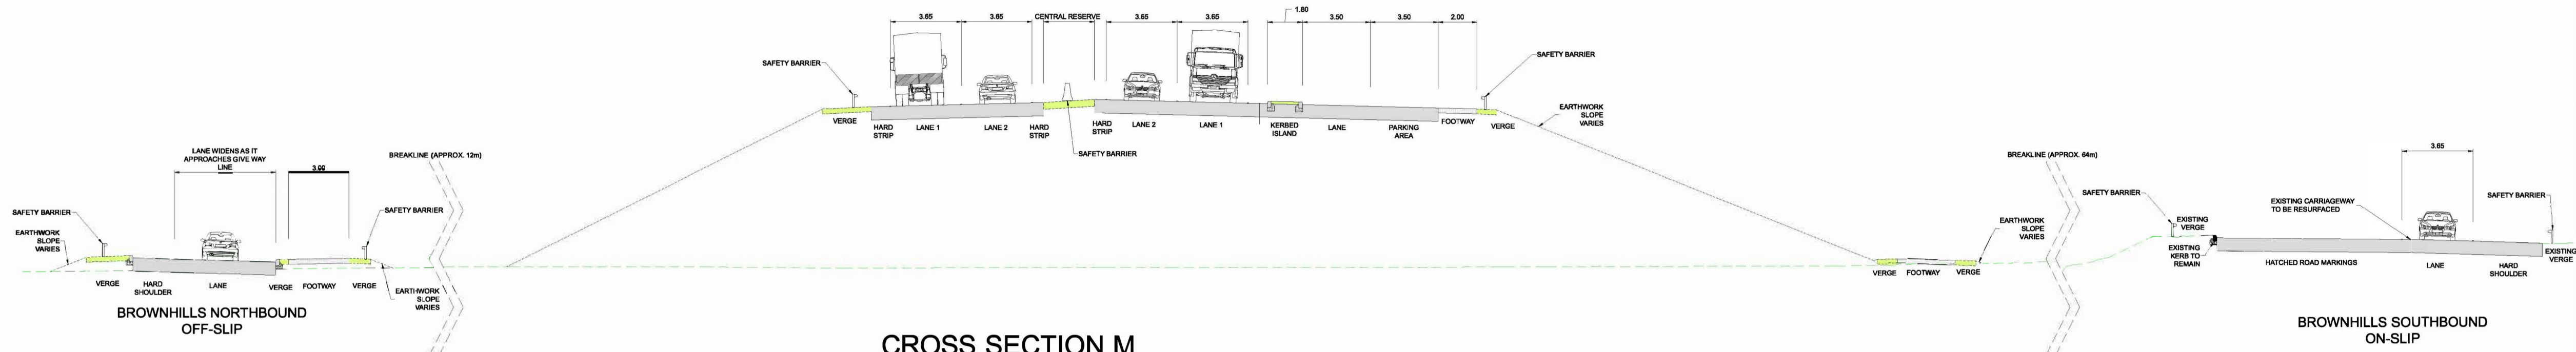 3.65
3.65
CENTRAL RESERVE
3.65
3.65
1.80
3.50
3.50
2.00
SAFETY BARRIER
SAFETY BARRIER
VERGE
HARD
STRIP
LANE 1
LANE 2
HARD
STRIP
HARD
STRIP
LANE 2
LANE 1
KERBED
ISLAND
LANE
PARKING
AREA
FOOTWAY
VERGE
EARTHWORK
SLOPE
VARIES
SAFETY BARRIER
LANE WIDENS AS IT
APPROACHES GIVE WAY
LINE
3.00
BREAKLINE (APPROX. 12m)
SAFETY BARRIER
SAFETY BARRIER
EARTHWORK
SLOPE
VARIES
VERGE
HARD
SHOULDER
LANE
VERGE
FOOTWAY
VERGE
EARTHWORK
SLOPE
VARIES
BROWNHILLS NORTHBOUND
OFF-SLIP
EARTHWORK
SLOPE
VARIES
VERGE
FOOTWAY
VERGE
BREAKLINE (APPROX. 64m)
3.65
SAFETY BARRIER
EXISTING
VERGE
EXISTING CARRIAGEWAY
TO BE RESURFACED
SAFETY BARRIER
EXISTING
KERB TO
REMAIN
HATCHED ROAD MARKINGS
LANE
HARD
SHOULDER
EXISTING
VERGE
BROWNHILLS SOUTHBOUND
ON-SLIP
CROSS SECTION M